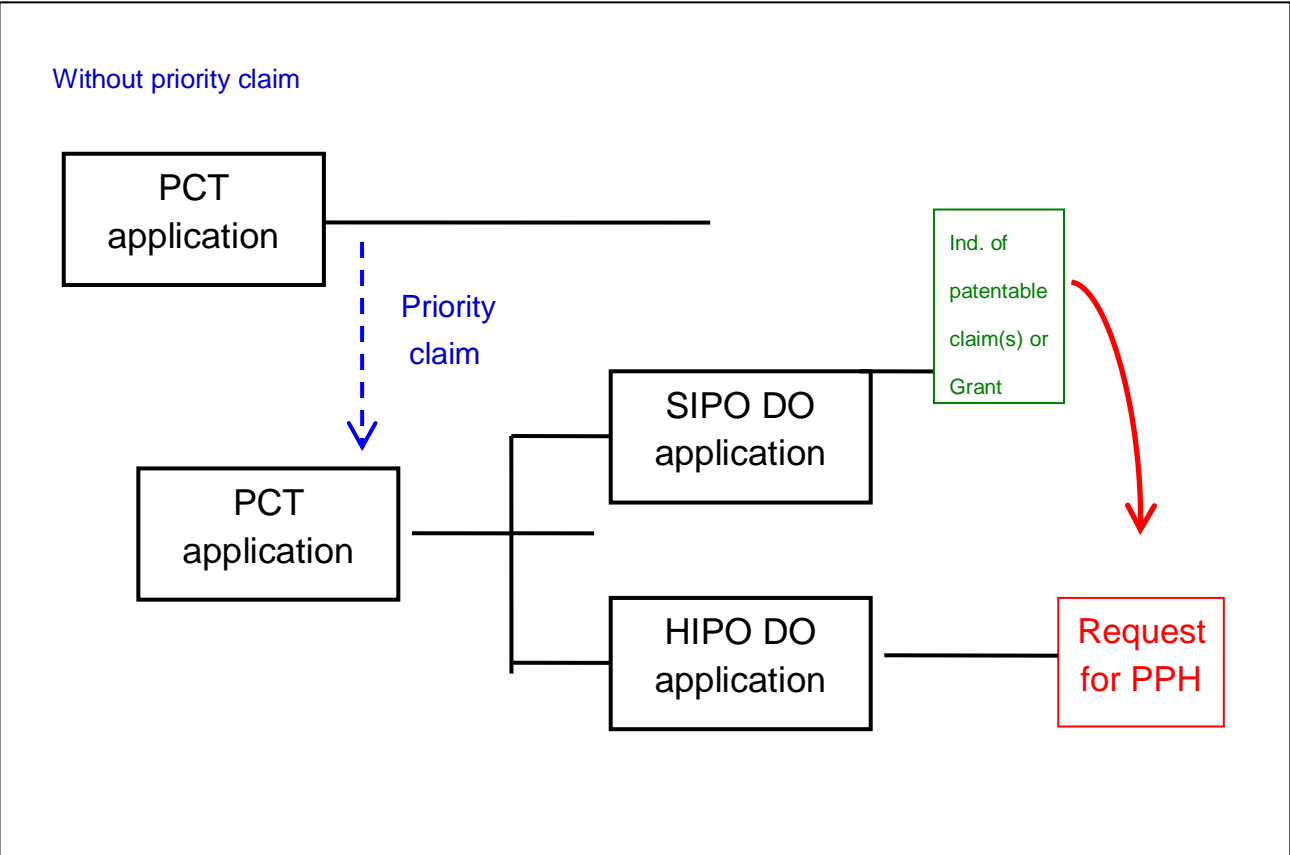 Without priority claim
PCT
application
Priority
claim
Ind. of
patentable
claim(s) or
Grant
SIPO DO
application
PCT
application
HIPO DO
application
Request
for PPH